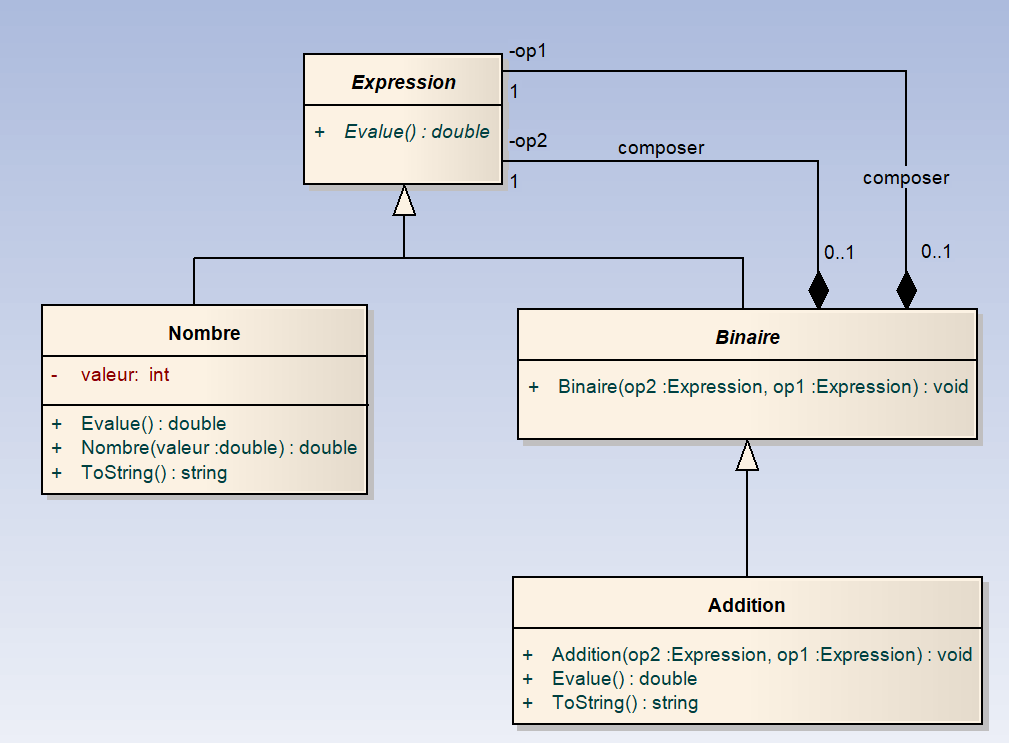 -op1
Expression
1
+ Evalue() : double
-op2
composer
1
composer
0..1
0..1
Nombre
- valeur: int
+ Evalue() : double
+ Nombre(valeur :double) : double
+ ToString() : string
Binaire
+ Binaire(op2 :Expression, op1 :Expression) : void
Addition
+ Addition(op2 :Expression, op1 :Expression) : void
+ Evalue() : double
+ ToString() : string